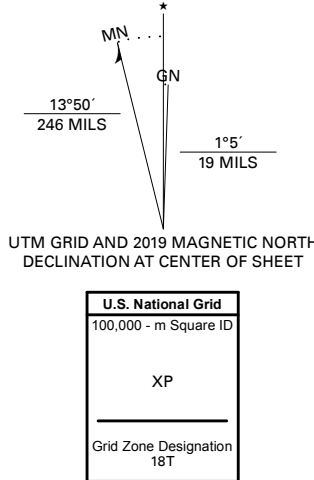 ★
MN
GN
13°50´
246 MILS
1°5´
19 MILS
UTM GRID AND 2019 MAGNETIC NORTH
DECLINATION AT CENTER OF SHEET
U.S. National Grid
100,000 - m Square ID
XP
Grid Zone Designation
18T